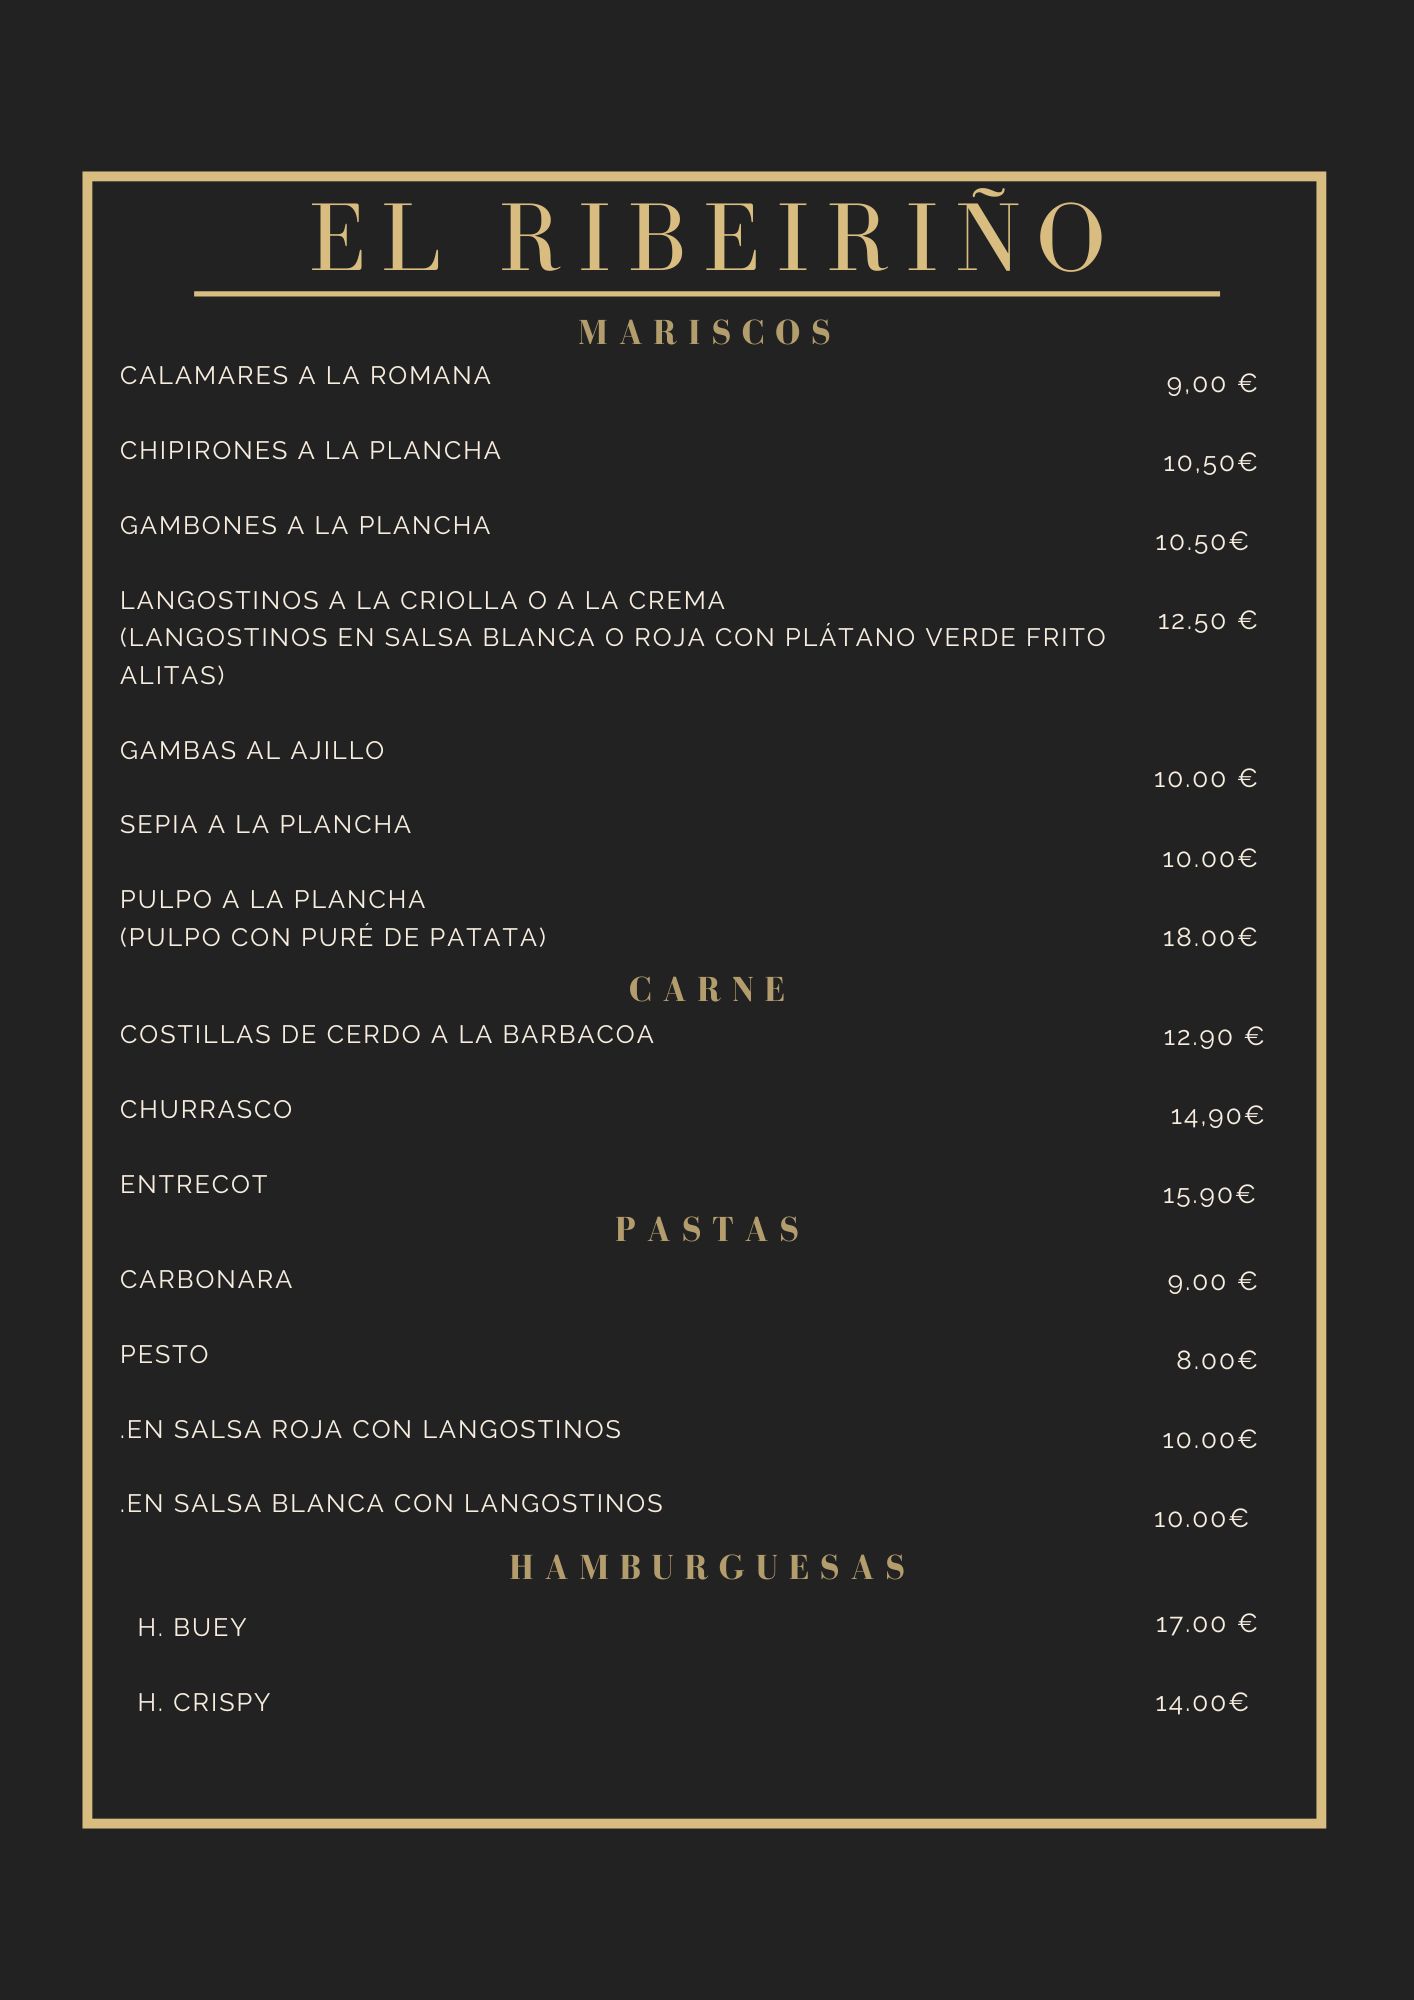 EL RIBEIRIÑO
MARISCOS
CALAMARES A LA ROMANA 9,00 €
CHIPIRONES A LA PLANCHA 10,50€
GAMBONES A LA PLANCHA 10.50€
LANGOSTINOS A LA CRIOLLA O A LA CREMA 12.50 €
(LANGOSTINOS EN SALSA BLANCA O ROJA CON PLÁTANO VERDE FRITO
ALITAS)
GAMBAS AL AJILLO 10.00 €
SEPIA A LA PLANCHA 10.00€
PULPO A LA PLANCHA
(PULPO CON PURÉ DE PATATA) 18.00€
CARNE
COSTILLAS DE CERDO A LA BARBACOA 12.90 €
CHURRASCO 14,90€
ENTRECOT 15.90€
PASTAS
CARBONARA 9.00 €
PESTO 8.00€
.EN SALSA ROJA CON LANGOSTINOS 10.00€
.EN SALSA BLANCA CON LANGOSTINOS 10.00€
HAMBURGUESAS
H. BUEY 17.00 €
H. CRISPY 14.00€